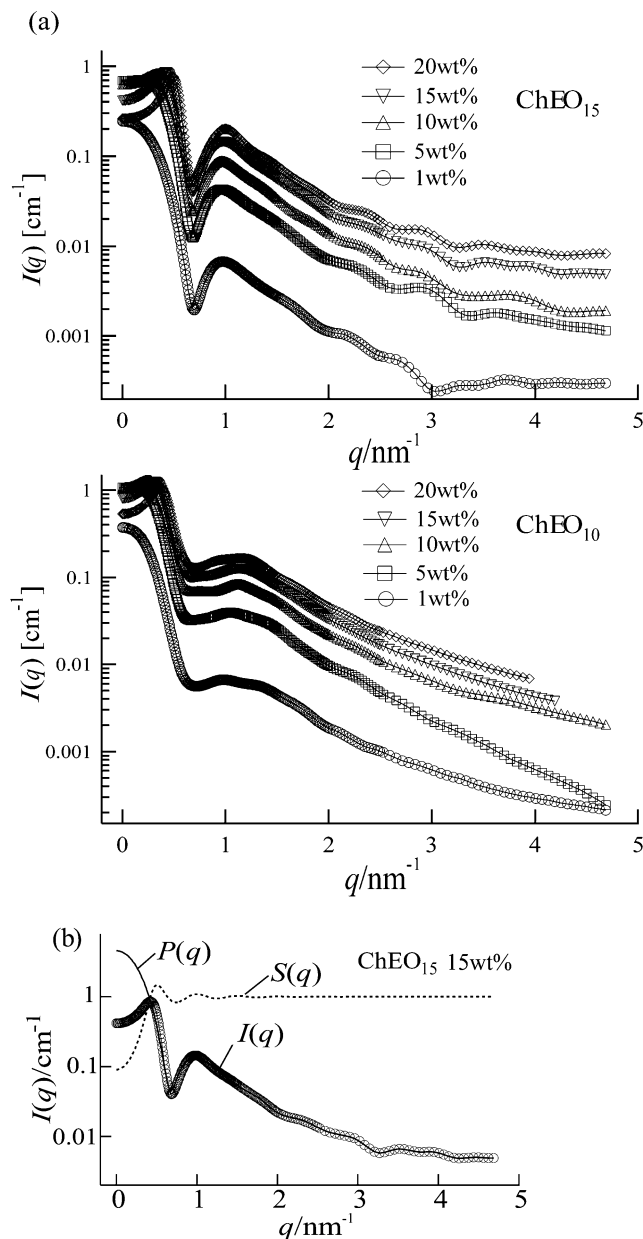 (a)
1
0.1
0.01
0.001
I(q) [cm⁻¹]
20wt%
15wt%
10wt%
5wt%
1wt%
ChEO₁₅
0 1 2 3 4 5
q/nm⁻¹
1
0.1
0.01
0.001
I(q) [cm⁻¹]
20wt%
15wt%
10wt%
5wt%
1wt%
ChEO₁₀
0 1 2 3 4 5
q/nm⁻¹
(b)
P(q)
ChEO₁₅ 15wt%
S(q)
I(q)
1
0.1
0.01
I(q)/cm⁻¹
0 1 2 3 4 5
q/nm⁻¹